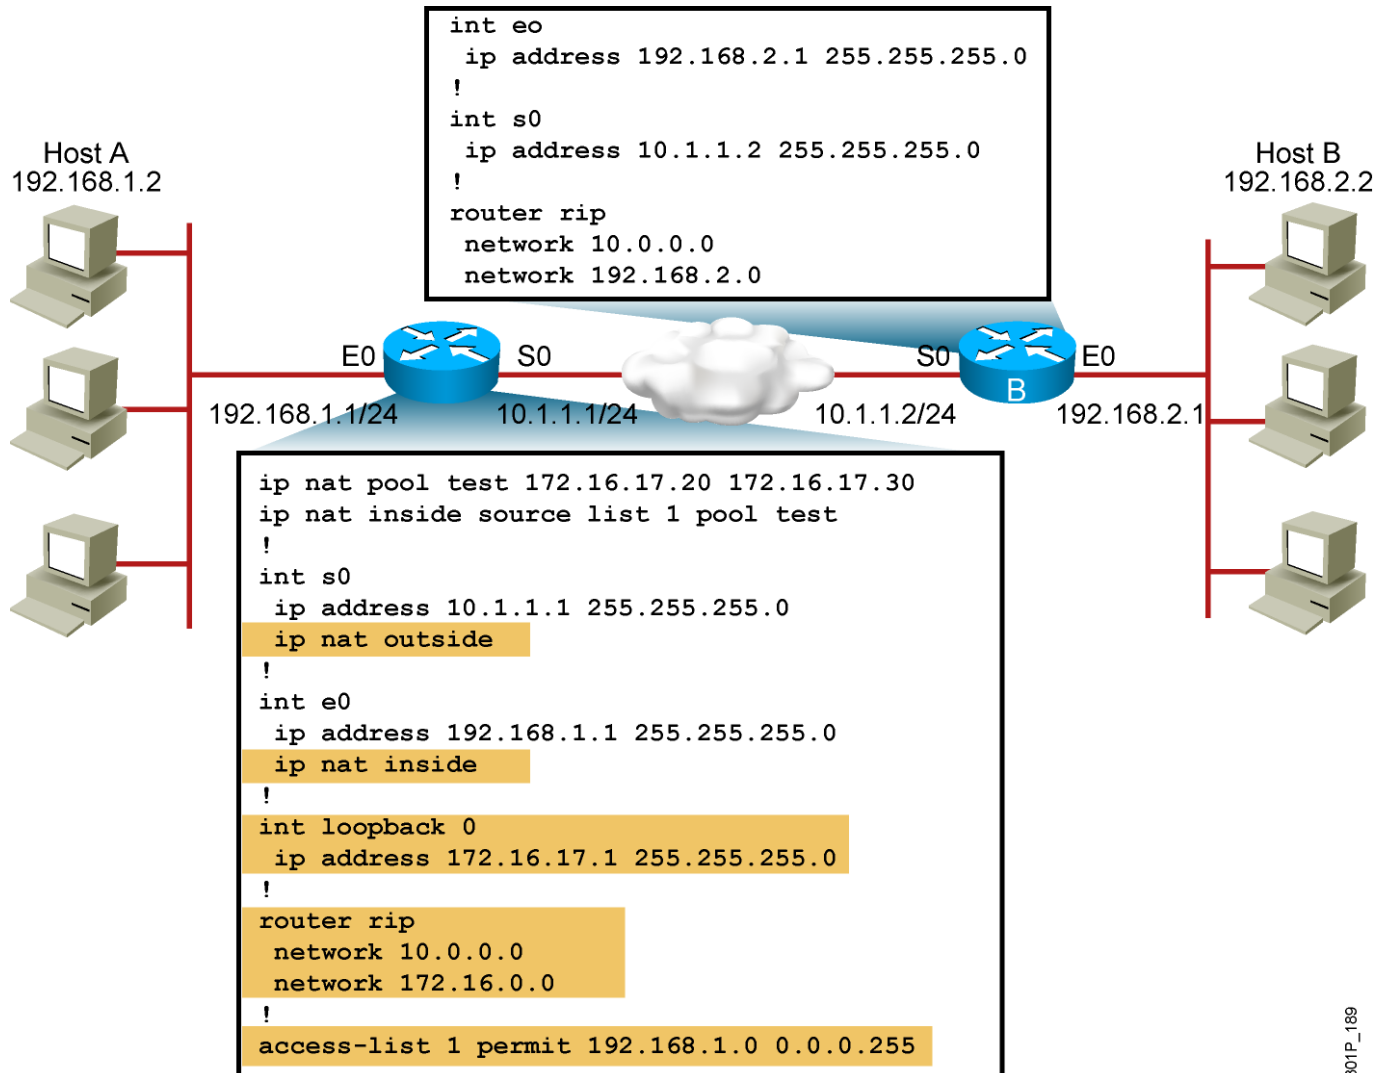 int eo
ip address 192.168.2.1 255.255.255.0
!
int s0
ip address 10.1.1.2 255.255.255.0
!
router rip
network 10.0.0.0
network 192.168.2.0
Host A
192.168.1.2
Host B
192.168.2.2
E0
S0
S0
E0
B
192.168.1.1/24
10.1.1.1/24
10.1.1.2/24
192.168.2.1
ip nat pool test 172.16.17.20 172.16.17.30
ip nat inside source list 1 pool test
!
int s0
ip address 10.1.1.1 255.255.255.0
ip nat outside
!
int e0
ip address 192.168.1.1 255.255.255.0
ip nat inside
!
int loopback 0
ip address 172.16.17.1 255.255.255.0
!
router rip
network 10.0.0.0
network 172.16.0.0
!
access-list 1 permit 192.168.1.0 0.0.0.255
301P_189